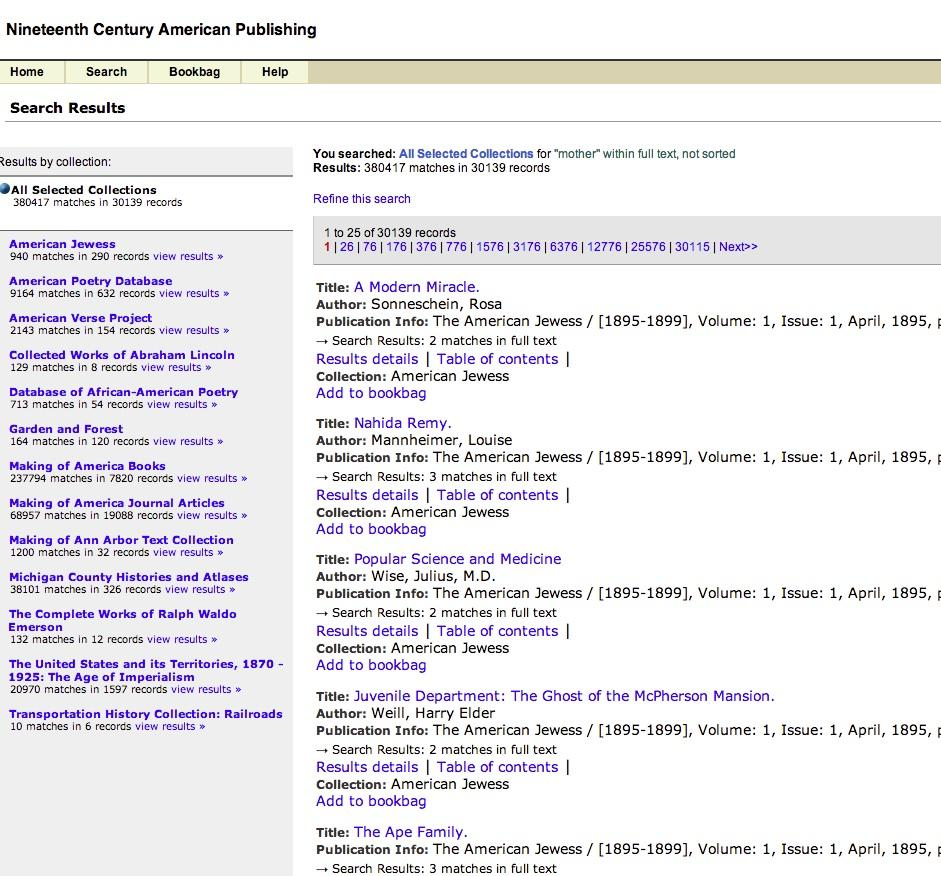 Nineteenth Century American Publishing
Home Search Bookbag Help
Search Results
Results by collection:
All Selected Collections
380417 matches in 30139 records
American Jewess
940 matches in 290 records view results »
American Poetry Database
9164 matches in 632 records view results »
American Verse Project
2143 matches in 154 records view results »
Collected Works of Abraham Lincoln
129 matches in 8 records view results »
Database of African-American Poetry
713 matches in 54 records view results »
Garden and Forest
164 matches in 120 records view results »
Making of America Books
237794 matches in 7820 records view results »
Making of America Journal Articles
68957 matches in 19088 records view results »
Making of Ann Arbor Text Collection
1200 matches in 32 records view results »
Michigan County Histories and Atlases
38101 matches in 326 records view results »
The Complete Works of Ralph Waldo
Emerson
132 matches in 12 records view results »
The United States and its Territories, 1870 -
1925: The Age of Imperialism
20970 matches in 1597 records view results »
Transportation History Collection: Railroads
10 matches in 6 records view results »
You searched: All Selected Collections for "mother" within full text, not sorted
Results: 380417 matches in 30139 records
Refine this search
1 to 25 of 30139 records
1 | 26 | 76 | 176 | 376 | 776 | 1576 | 3176 | 6376 | 12776 | 25576 | 30115 | Next>>
Title: A Modern Miracle.
Author: Sonneschein, Rosa
Publication Info: The American Jewess / [1895-1899], Volume: 1, Issue: 1, April, 1895, p
→ Search Results: 2 matches in full text
Results details | Table of contents |
Collection: American Jewess
Add to bookbag
Title: Nahida Remy.
Author: Mannheimer, Louise
Publication Info: The American Jewess / [1895-1899], Volume: 1, Issue: 1, April, 1895, p
→ Search Results: 3 matches in full text
Results details | Table of contents |
Collection: American Jewess
Add to bookbag
Title: Popular Science and Medicine
Author: Wise, Julius, M.D.
Publication Info: The American Jewess / [1895-1899], Volume: 1, Issue: 1, April, 1895, p
→ Search Results: 2 matches in full text
Results details | Table of contents |
Collection: American Jewess
Add to bookbag
Title: Juvenile Department: The Ghost of the McPherson Mansion.
Author: Weill, Harry Elder
Publication Info: The American Jewess / [1895-1899], Volume: 1, Issue: 1, April, 1895, p
→ Search Results: 2 matches in full text
Results details | Table of contents |
Collection: American Jewess
Add to bookbag
Title: The Ape Family.
Publication Info: The American Jewess / [1895-1899], Volume: 1, Issue: 1, April, 1895, p
→ Search Results: 3 matches in full text